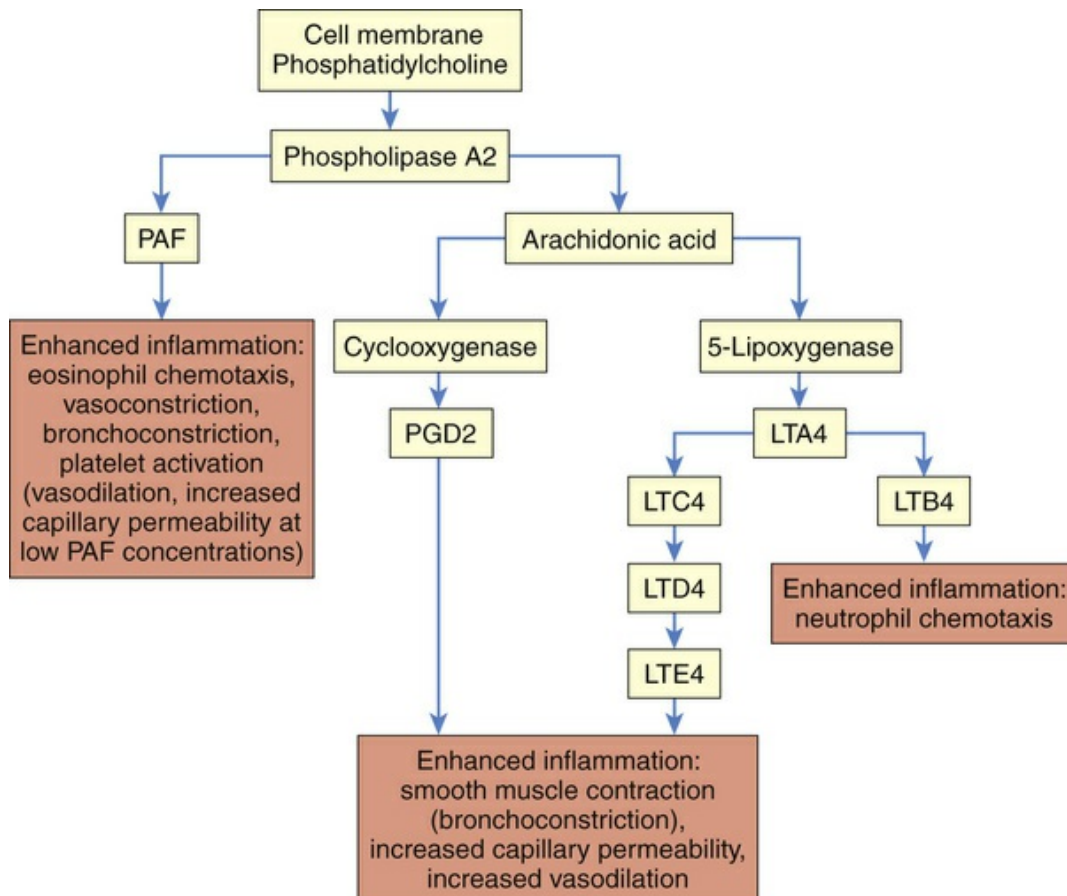 Cell membrane
Phosphatidylcholine
Phospholipase A2
PAF
Arachidonic acid
Enhanced inflammation:
eosinophil chemotaxis,
vasoconstriction,
bronchoconstriction,
platelet activation
(vasodilation, increased
capillary permeability at
low PAF concentrations)
Cyclooxygenase
5-Lipoxygenase
PGD2
LTA4
LTC4
LTB4
LTD4
Enhanced inflammation:
neutrophil chemotaxis
LTE4
Enhanced inflammation:
smooth muscle contraction
(bronchoconstriction),
increased capillary permeability,
increased vasodilation